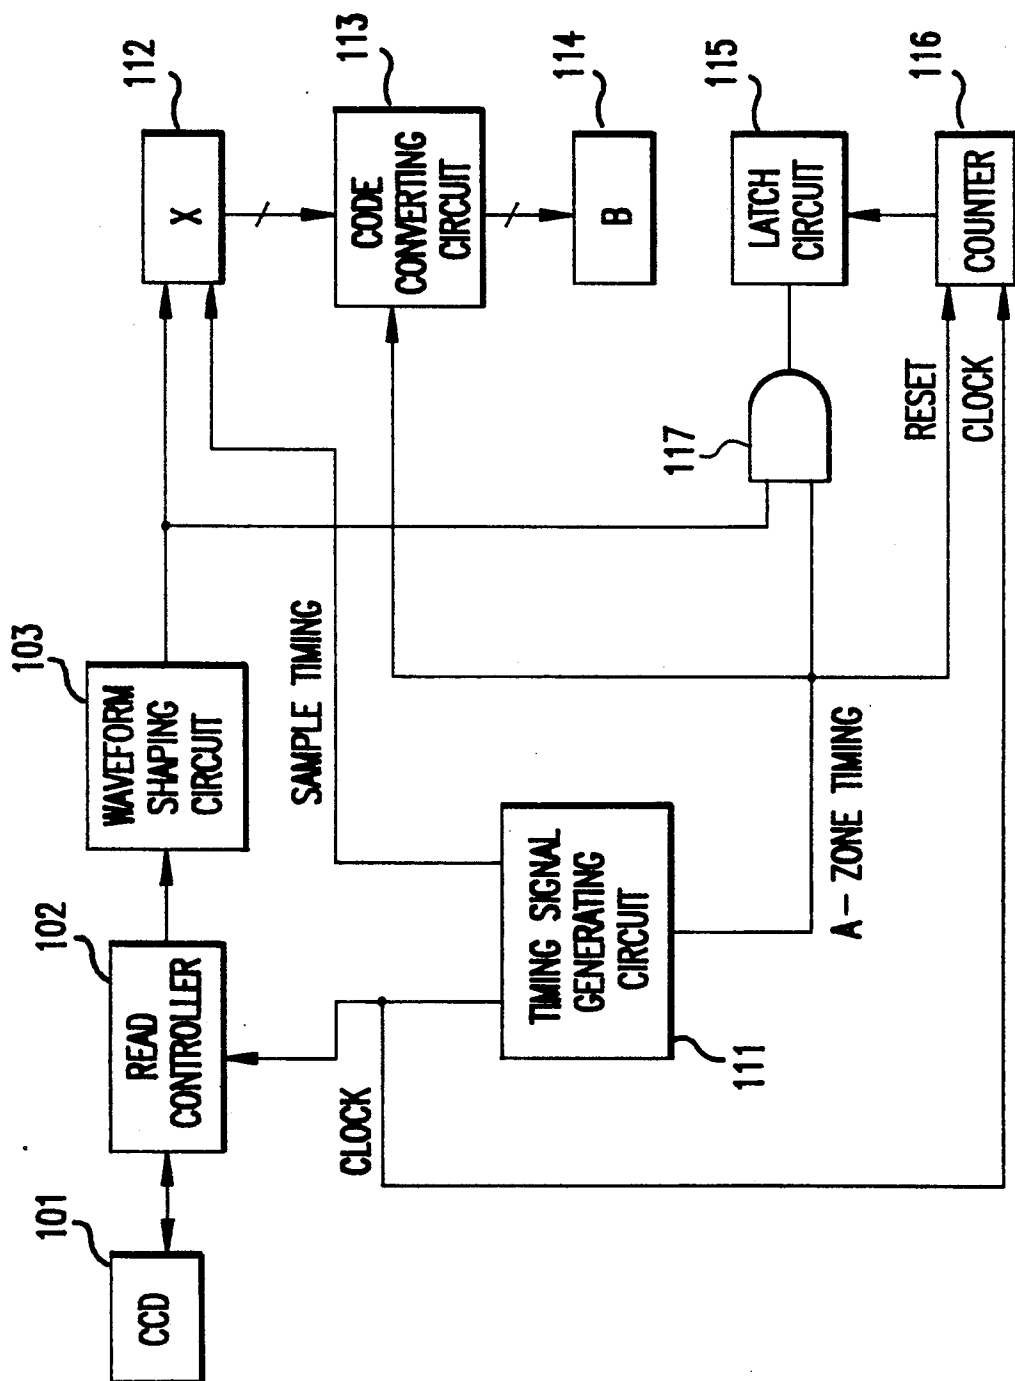 101
CCD
102
READ
CONTROLLER
103
WAVEFORM
SHAPING
CIRCUIT
112
X
113
CODE
CONVERTING
CIRCUIT
114
B
115
LATCH
CIRCUIT
116
COUNTER
117
RESET
CLOCK
SAMPLE TIMING
CLOCK
TIMING SIGNAL
GENERATING
CIRCUIT
111
A - ZONE TIMING